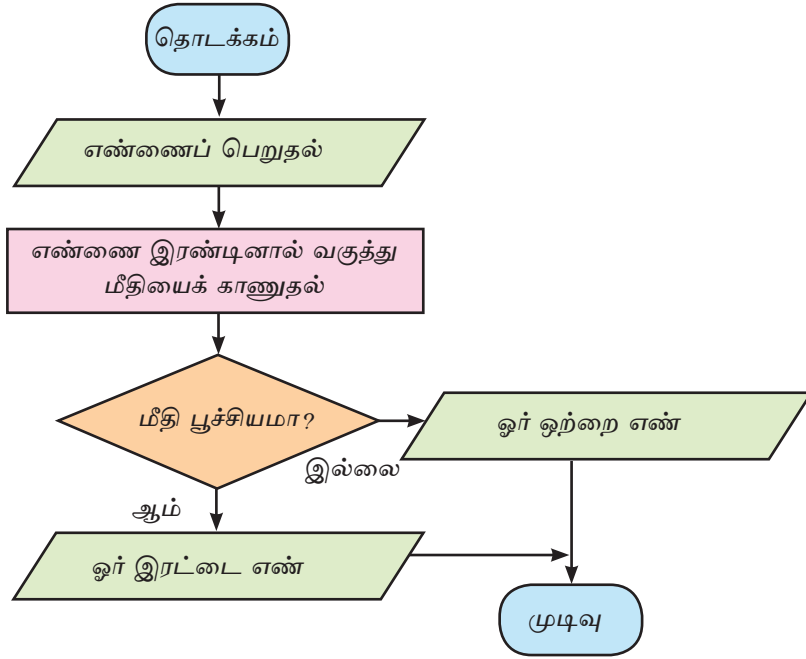 தொடக்கம்
எண்ணைப் பெறுதல்
எண்ணை இரண்டினால் வகுத்து
மீதியைக் காணுதல்
மீதி பூச்சியமா?
ஓர் ஒற்றை எண்
இல்லை
ஆம்
ஓர் இரட்டை எண்
முடிவு